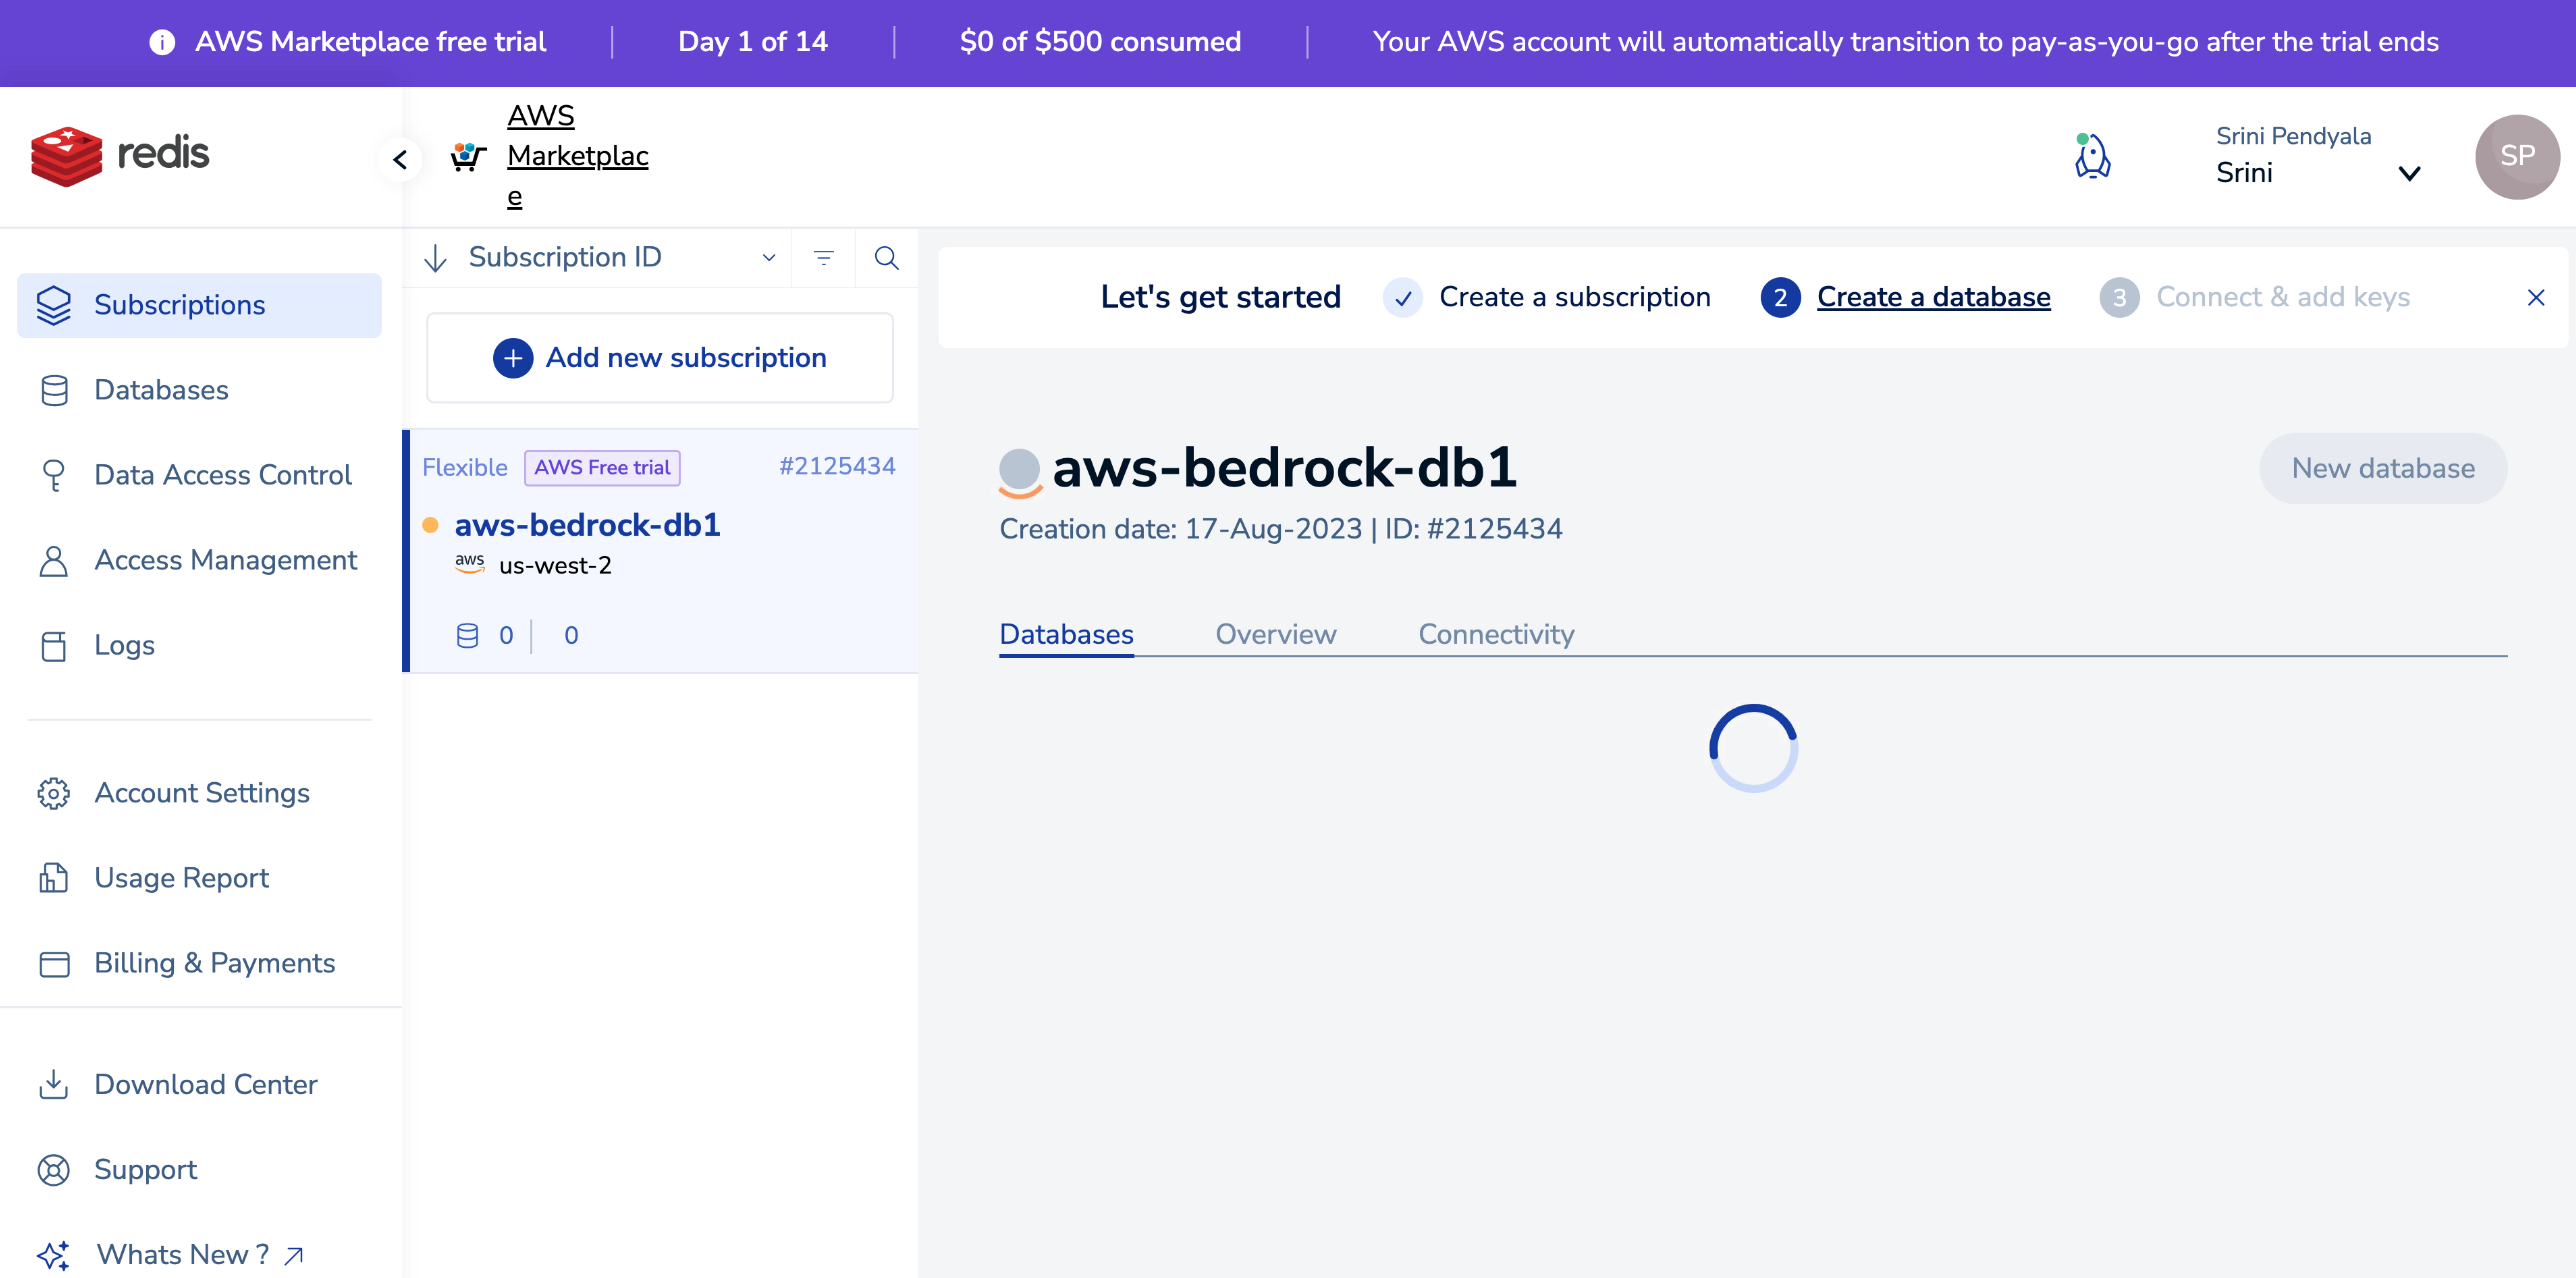 AWS Marketplace free trial
Day 1 of 14
$0 of $500 consumed
Your AWS account will automatically transition to pay-as-you-go after the trial ends
redis
AWS
Marketplac
e
Srini Pendyala
Srini
SP
Subscriptions
Databases
Data Access Control
Access Management
Logs
Account Settings
Usage Report
Billing & Payments
Download Center
Support
Whats New ?
Subscription ID
Add new subscription
Flexible
AWS Free trial
#2125434
aws-bedrock-db1
aws us-west-2
0
0
Let's get started
Create a subscription
2 Create a database
3 Connect & add keys
aws-bedrock-db1
New database
Creation date: 17-Aug-2023 | ID: #2125434
Databases
Overview
Connectivity